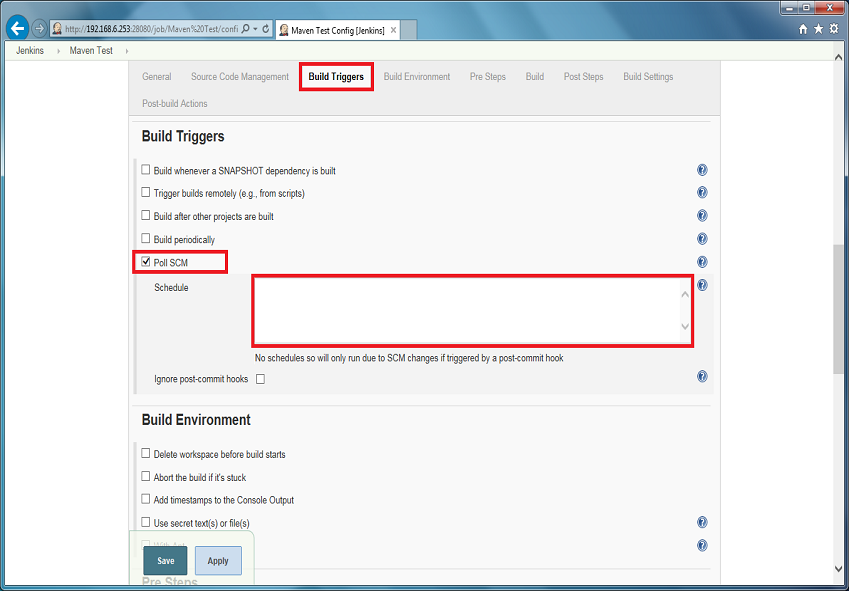 http://192.168.6.253:28080/job/Maven%20Test/confi
Maven Test Config [Jenkins]
Jenkins Maven Test
General Source Code Management Build Triggers Build Environment Pre Steps Build Post Steps Build Settings
Post-build Actions
Build Triggers
Build whenever a SNAPSHOT dependency is built
Trigger builds remotely (e.g., from scripts)
Build after other projects are built
Build periodically
Poll SCM
Schedule
No schedules so will only run due to SCM changes if triggered by a post-commit hook
Ignore post-commit hooks
Build Environment
Delete workspace before build starts
Abort the build if it's stuck
Add timestamps to the Console Output
Use secret text(s) or file(s)
With Ant
Save Apply
Pre Steps